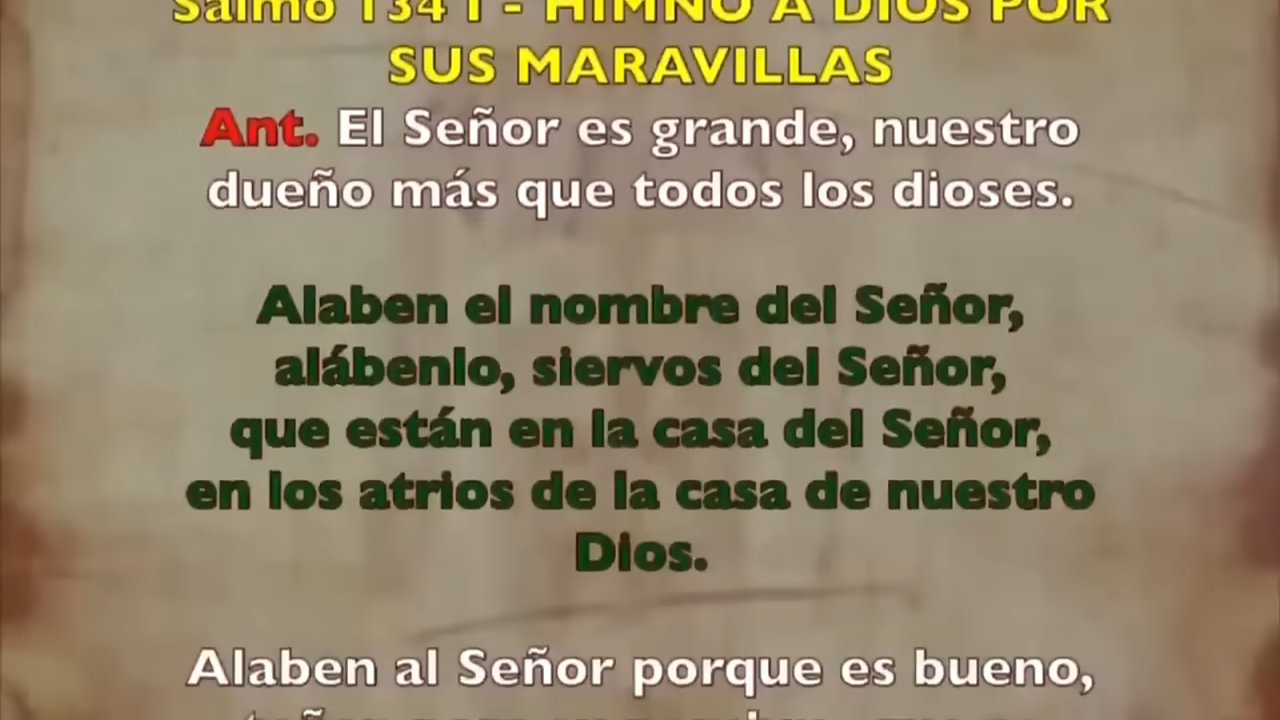 Salmo 134 I - HIMNO A DIOS POR
SUS MARAVILLAS
Ant. El Señor es grande, nuestro
dueño más que todos los dioses.
Alaben el nombre del Señor,
alábenlo, siervos del Señor,
que están en la casa del Señor,
en los atrios de la casa de nuestro
Dios.
Alaben al Señor porque es bueno,